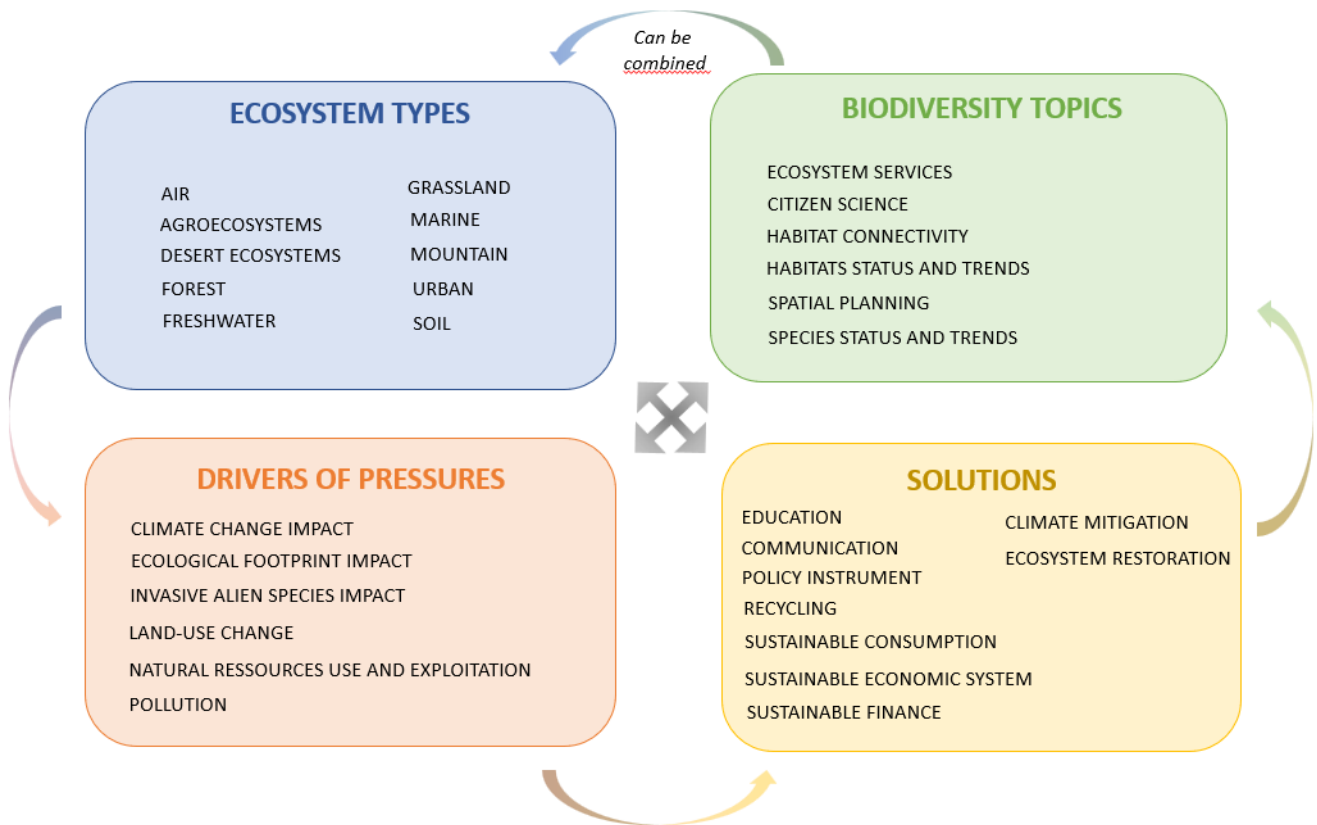 Can be
combined
ECOSYSTEM TYPES
AIR
AGROECOSYSTEMS
DESERT ECOSYSTEMS
FOREST
FRESHWATER
GRASSLAND
MARINE
MOUNTAIN
URBAN
SOIL
BIODIVERSITY TOPICS
ECOSYSTEM SERVICES
CITIZEN SCIENCE
HABITAT CONNECTIVITY
HABITATS STATUS AND TRENDS
SPATIAL PLANNING
SPECIES STATUS AND TRENDS
DRIVERS OF PRESSURES
CLIMATE CHANGE IMPACT
ECOLOGICAL FOOTPRINT IMPACT
INVASIVE ALIEN SPECIES IMPACT
LAND-USE CHANGE
NATURAL RESSOURCES USE AND EXPLOITATION
POLLUTION
SOLUTIONS
EDUCATION
COMMUNICATION
POLICY INSTRUMENT
RECYCLING
SUSTAINABLE CONSUMPTION
SUSTAINABLE ECONOMIC SYSTEM
SUSTAINABLE FINANCE
CLIMATE MITIGATION
ECOSYSTEM RESTORATION